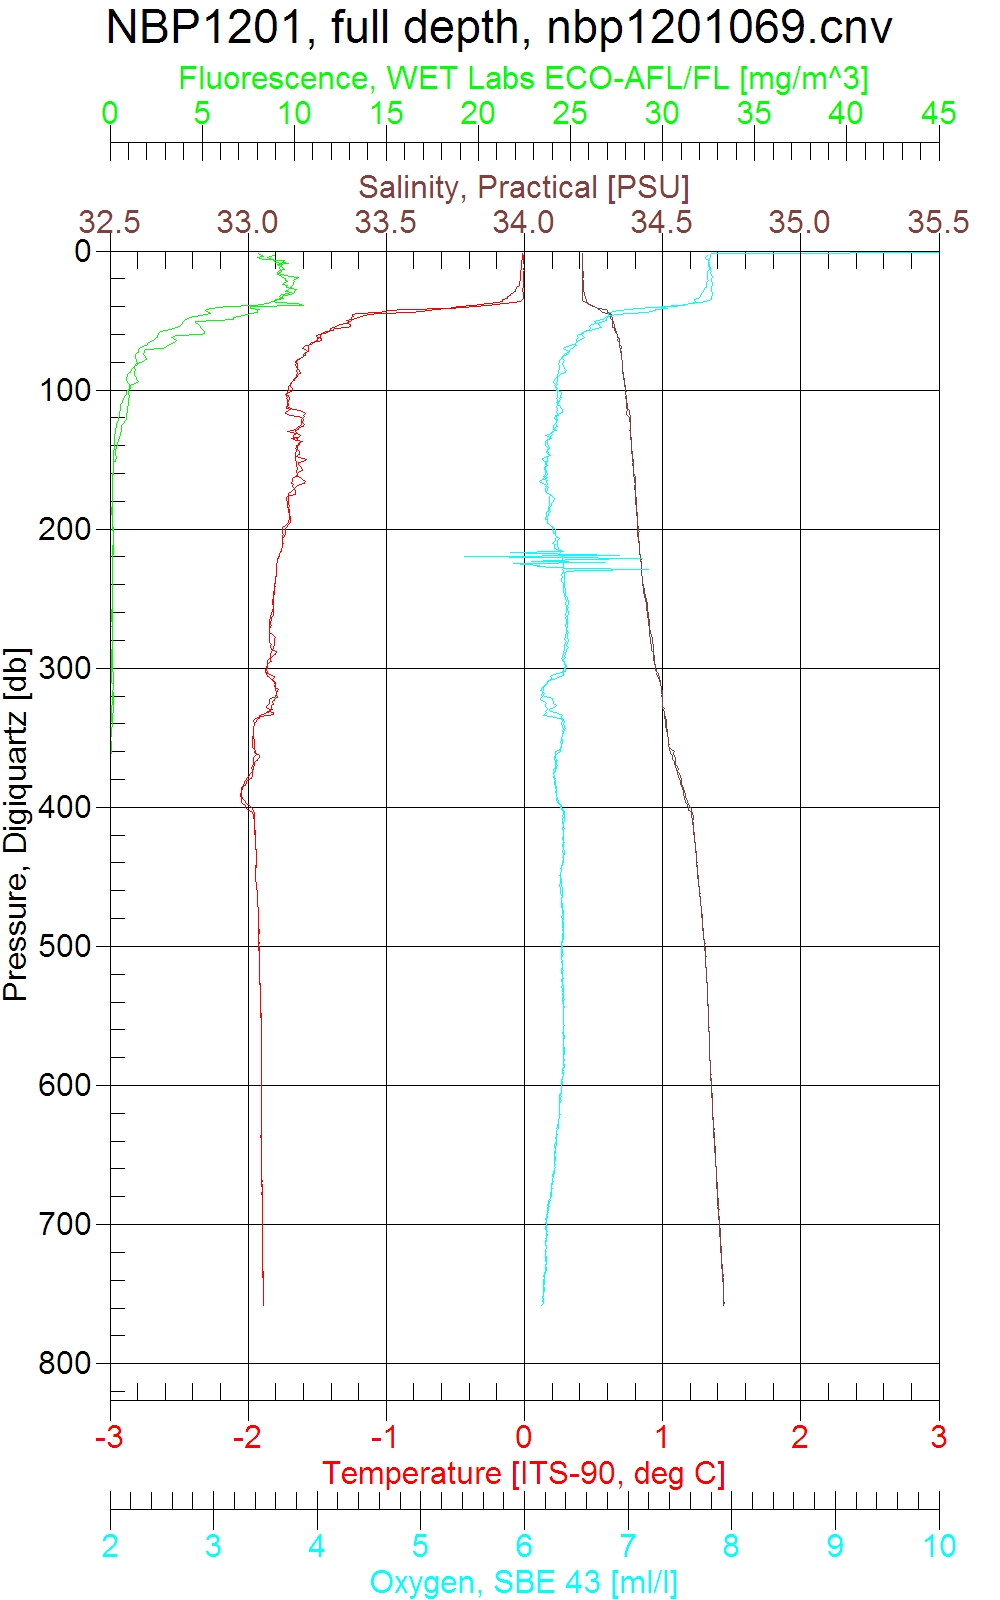 NBP1201, full depth, nbp1201069.cnv
Fluorescence, WET Labs ECO-AFL/FL [mg/m^3]
0 5 10 15 20 25 30 35 40 45
Salinity, Practical [PSU]
32.5 33.0 33.5 34.0 34.5 35.0 35.5
0
100
200
300
400
500
600
700
800
Pressure, Digiquartz [db]
-3 -2 -1 0 1 2 3
Temperature [ITS-90, deg C]
2 3 4 5 6 7 8 9 10
Oxygen, SBE 43 [ml/l]